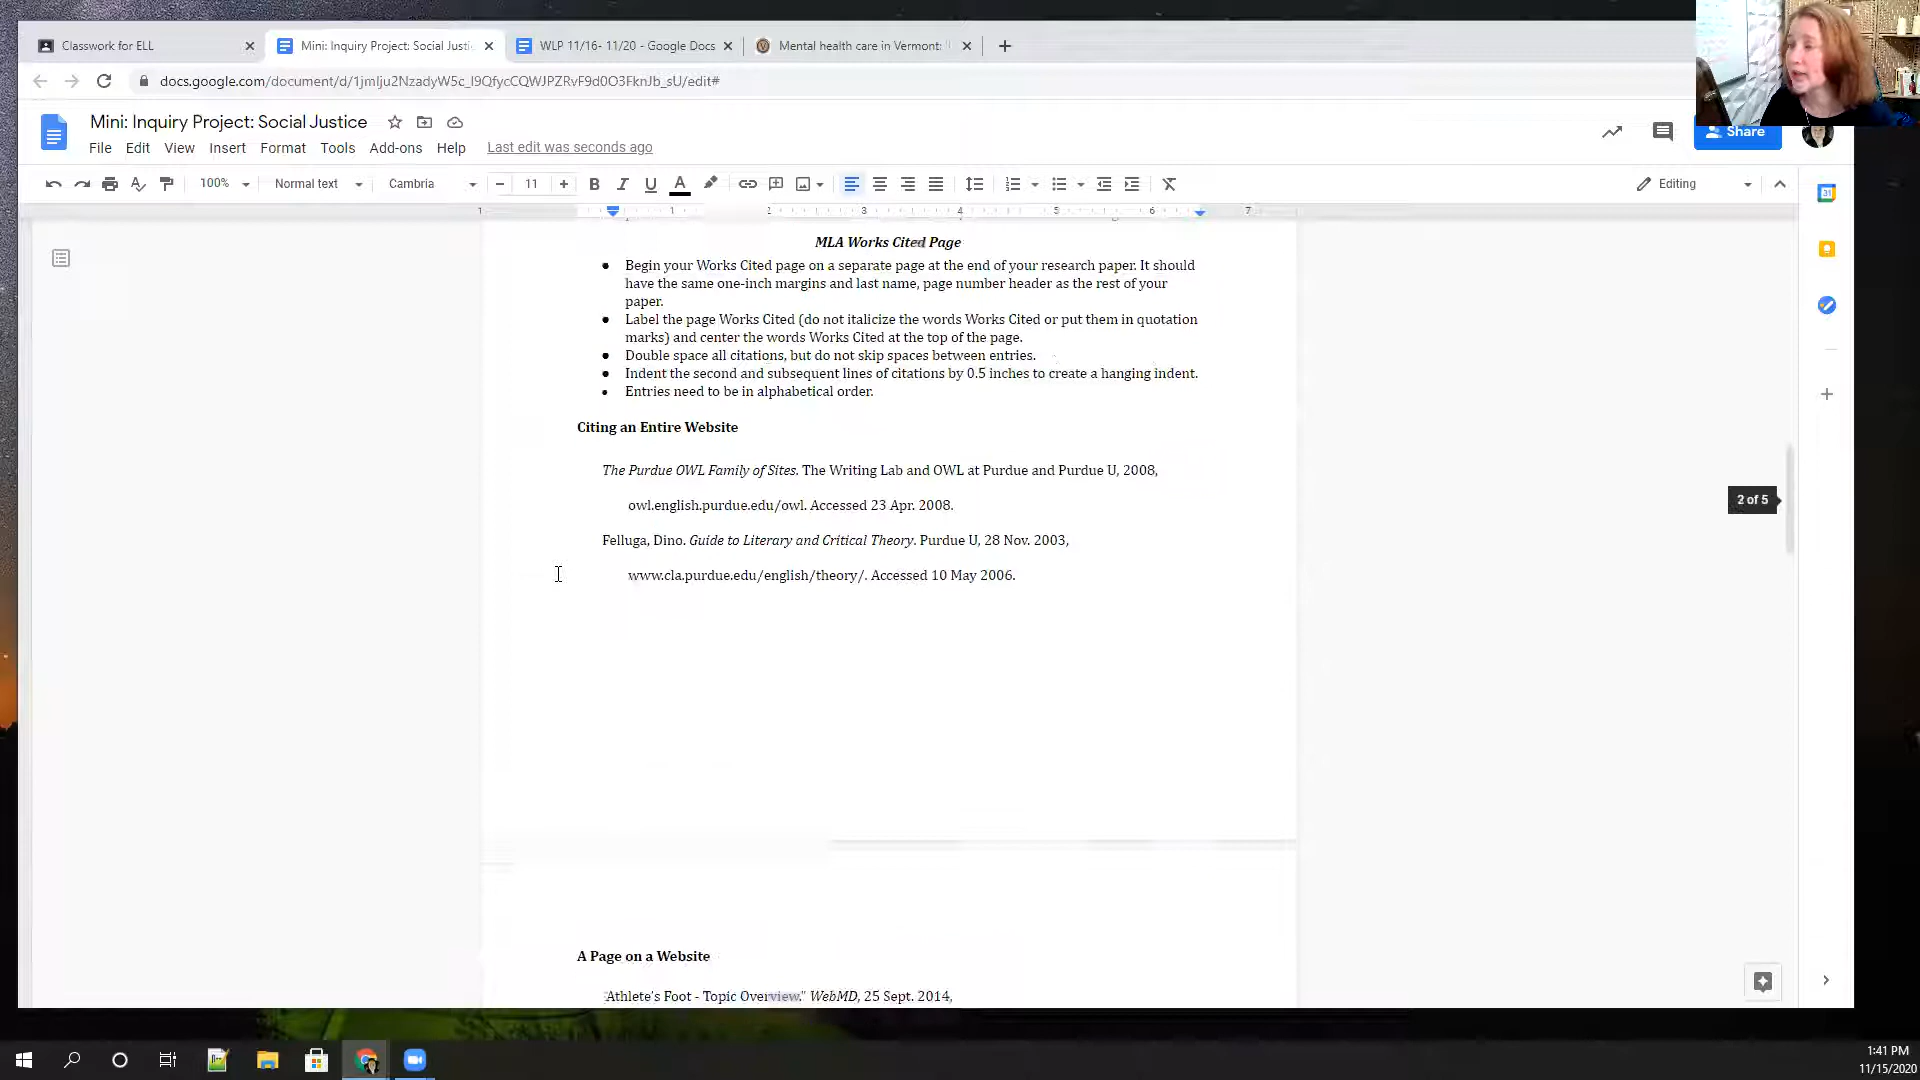 Classwork for ELL
Mini: Inquiry Project: Social Justi
WLP 11/16- 11/20 - Google Docs
Mental health care in Vermont:
docs.google.com/document/d/1jmlju2NzadyW5c_l9QfycCQWJPZRvF9d0O3FknJb_sU/edit#
Mini: Inquiry Project: Social Justice
Share
File Edit View Insert Format Tools Add-ons Help Last edit was seconds ago
100% Normal text Cambria 11 B I U A Editing
1 1 2 3 4 5 6 7
31
MLA Works Cited Page
● Begin your Works Cited page on a separate page at the end of your research paper. It should
have the same one-inch margins and last name, page number header as the rest of your
paper.
● Label the page Works Cited (do not italicize the words Works Cited or put them in quotation
marks) and center the words Works Cited at the top of the page.
● Double space all citations, but do not skip spaces between entries.
● Indent the second and subsequent lines of citations by 0.5 inches to create a hanging indent.
● Entries need to be in alphabetical order.
Citing an Entire Website
The Purdue OWL Family of Sites. The Writing Lab and OWL at Purdue and Purdue U, 2008,
owl.english.purdue.edu/owl. Accessed 23 Apr. 2008.
2 of 5
Felluga, Dino. Guide to Literary and Critical Theory. Purdue U, 28 Nov. 2003,
www.cla.purdue.edu/english/theory/. Accessed 10 May 2006.
A Page on a Website
"Athlete's Foot - Topic Overview." WebMD, 25 Sept. 2014,
1:41 PM
11/15/2020